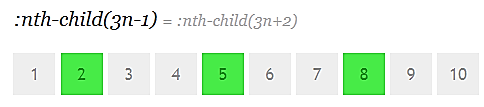 :nth-child(3n-1) = :nth-child(3n+2)
1 2 3 4 5 6 7 8 9 10